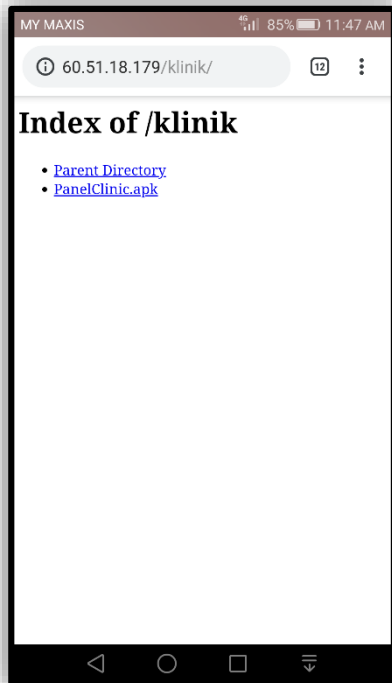 MY MAXIS 4G 85% 11:47 AM
60.51.18.179/klinik/ 12
Index of /klinik
Parent Directory
PanelClinic.apk